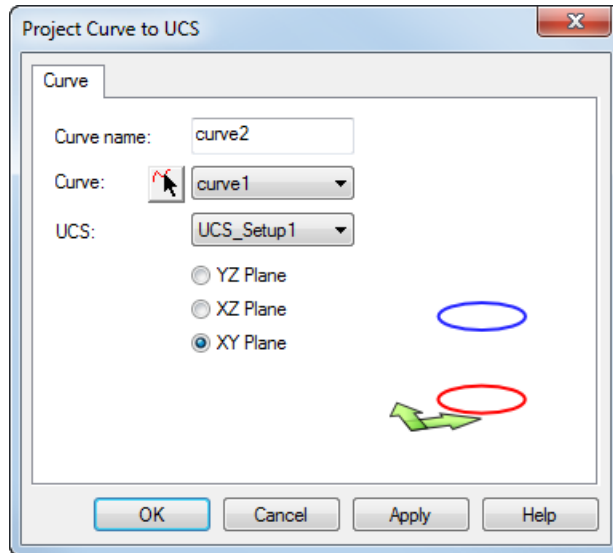 Project Curve to UCS
Curve
Curve name: curve2
Curve: curve1
UCS: UCS_Setup1
YZ Plane
XZ Plane
XY Plane
OK Cancel Apply Help